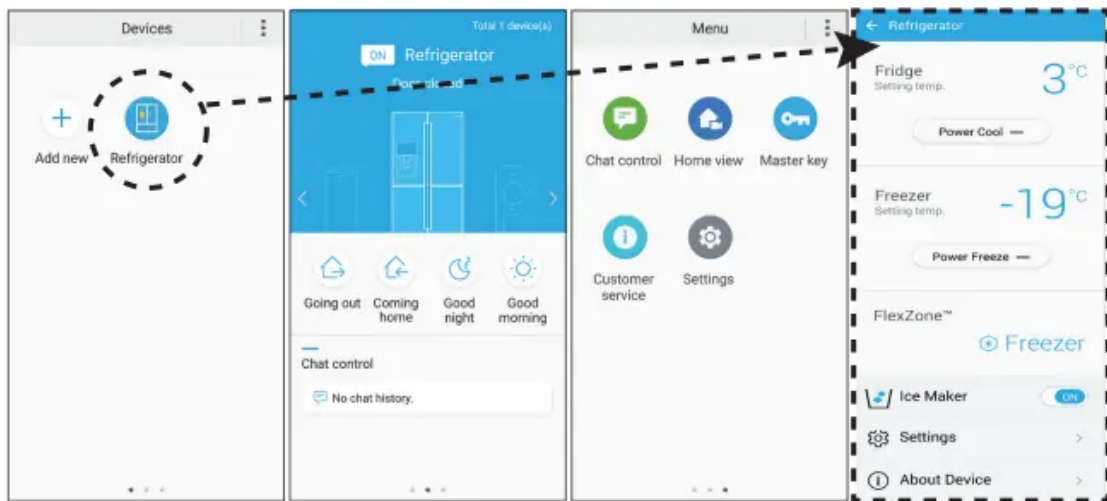 Devices
Add new
Refrigerator
Total 1 device(s)
ON Refrigerator
Door closed
Going out
Coming home
Good night
Good morning
Chat control
No chat history.
Menu
Chat control
Home view
Master key
Customer service
Settings
Refrigerator
Fridge
Setting temp.
3°C
Power Cool
Freezer
Setting temp.
-19°C
Power Freeze
FlexZone™
Freezer
Ice Maker
ON
Settings
About Device